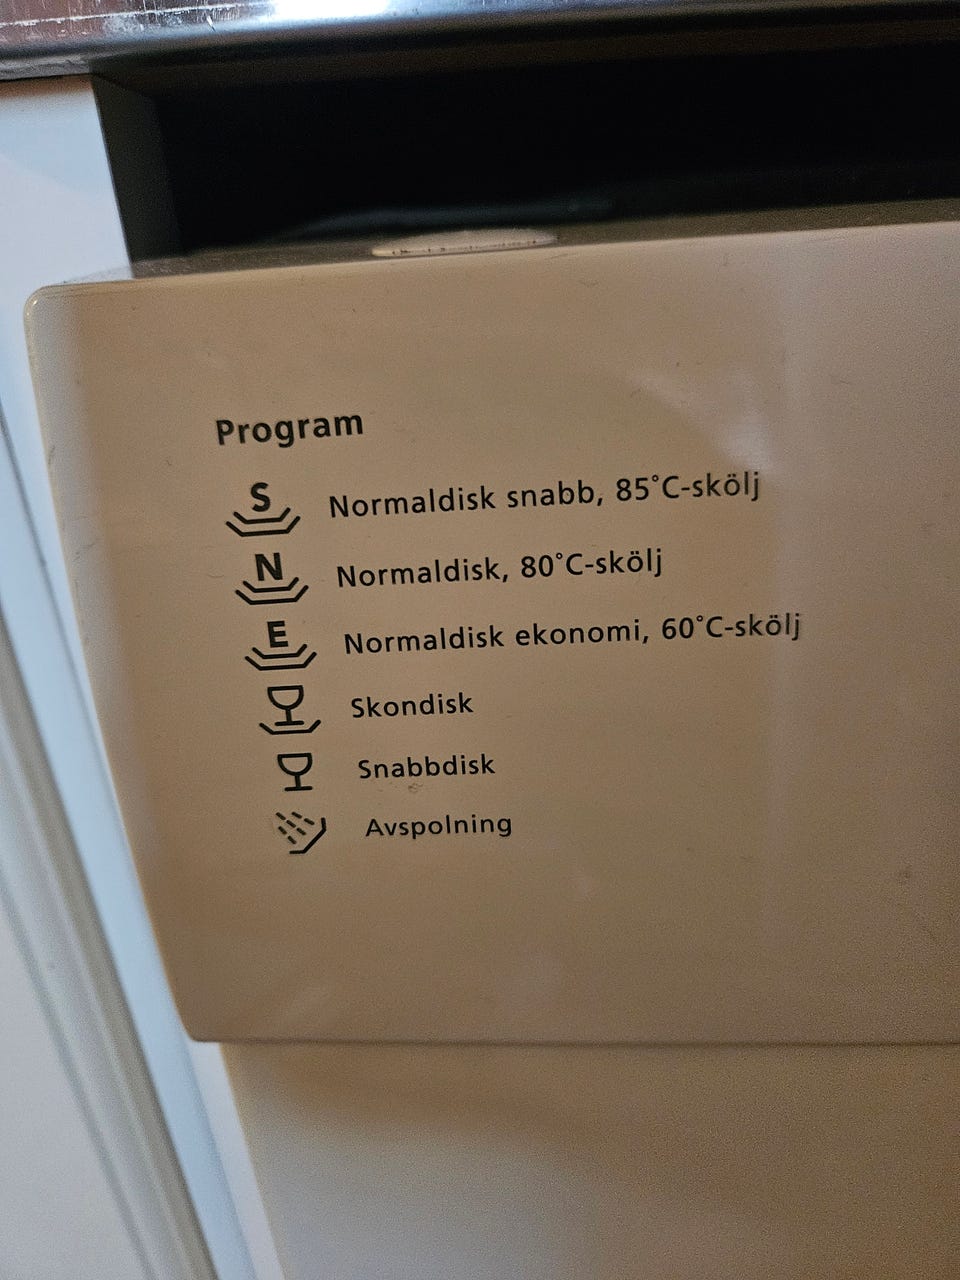 Program
S Normaldisk snabb, 85°C-skölj
N Normaldisk, 80°C-skölj
E Normaldisk ekonomi, 60°C-skölj
Skondisk
Snabbdisk
Avspolning